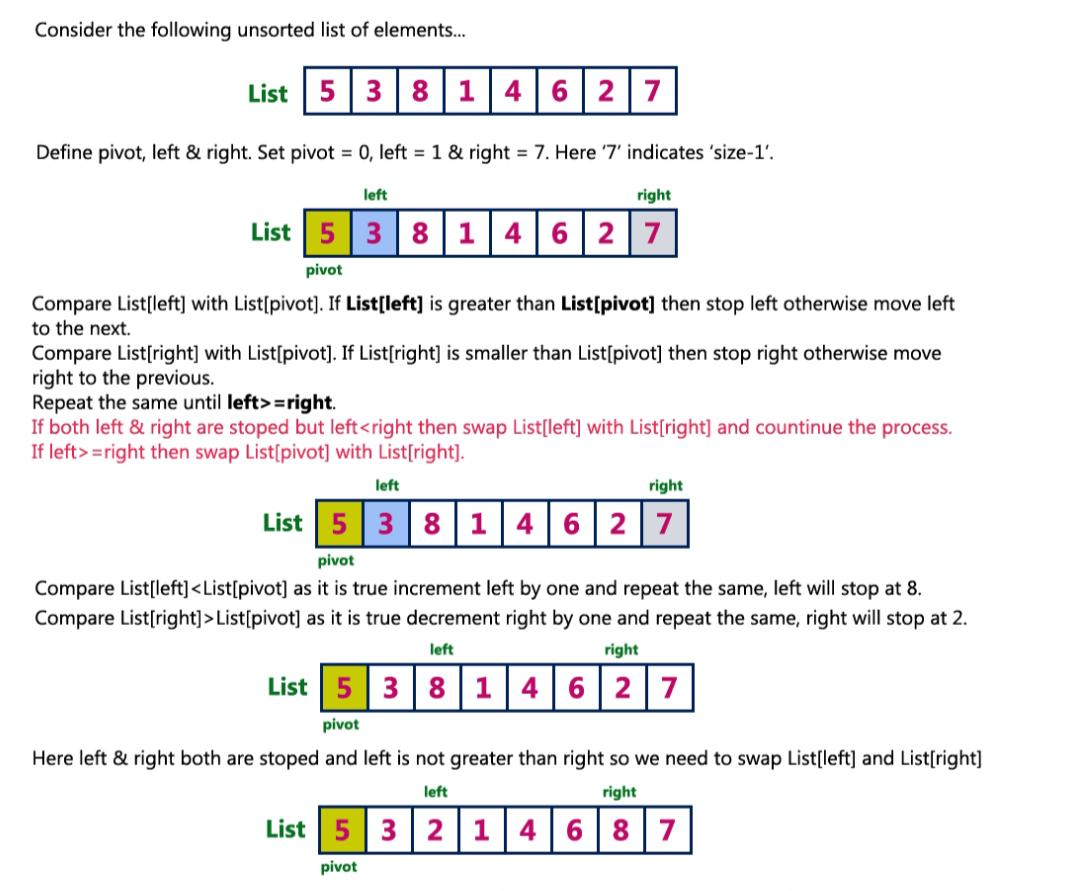 Consider the following unsorted list of elements...
List 5 3 8 1 4 6 2 7
Define pivot, left & right. Set pivot = 0, left = 1 & right = 7. Here '7' indicates 'size-1'.
left right
List 5 3 8 1 4 6 2 7
pivot
Compare List[left] with List[pivot]. If List[left] is greater than List[pivot] then stop left otherwise move left
to the next.
Compare List[right] with List[pivot]. If List[right] is smaller than List[pivot] then stop right otherwise move
right to the previous.
Repeat the same until left>=right.
If both left & right are stoped but left<right then swap List[left] with List[right] and countinue the process.
If left>=right then swap List[pivot] with List[right].
left right
List 5 3 8 1 4 6 2 7
pivot
Compare List[left]<List[pivot] as it is true increment left by one and repeat the same, left will stop at 8.
Compare List[right]>List[pivot] as it is true decrement right by one and repeat the same, right will stop at 2.
left right
List 5 3 8 1 4 6 2 7
pivot
Here left & right both are stoped and left is not greater than right so we need to swap List[left] and List[right]
left right
List 5 3 2 1 4 6 8 7
pivot